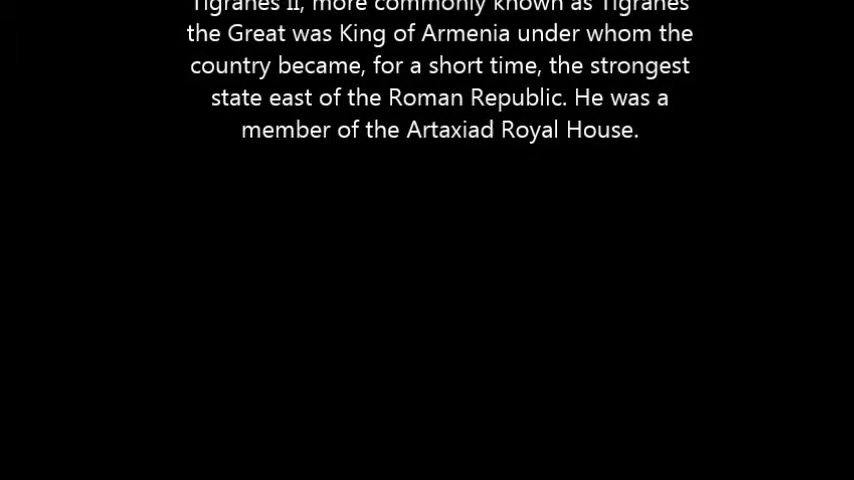 Tigranes II, more commonly known as Tigranes
the Great was King of Armenia under whom the
country became, for a short time, the strongest
state east of the Roman Republic. He was a
member of the Artaxiad Royal House.